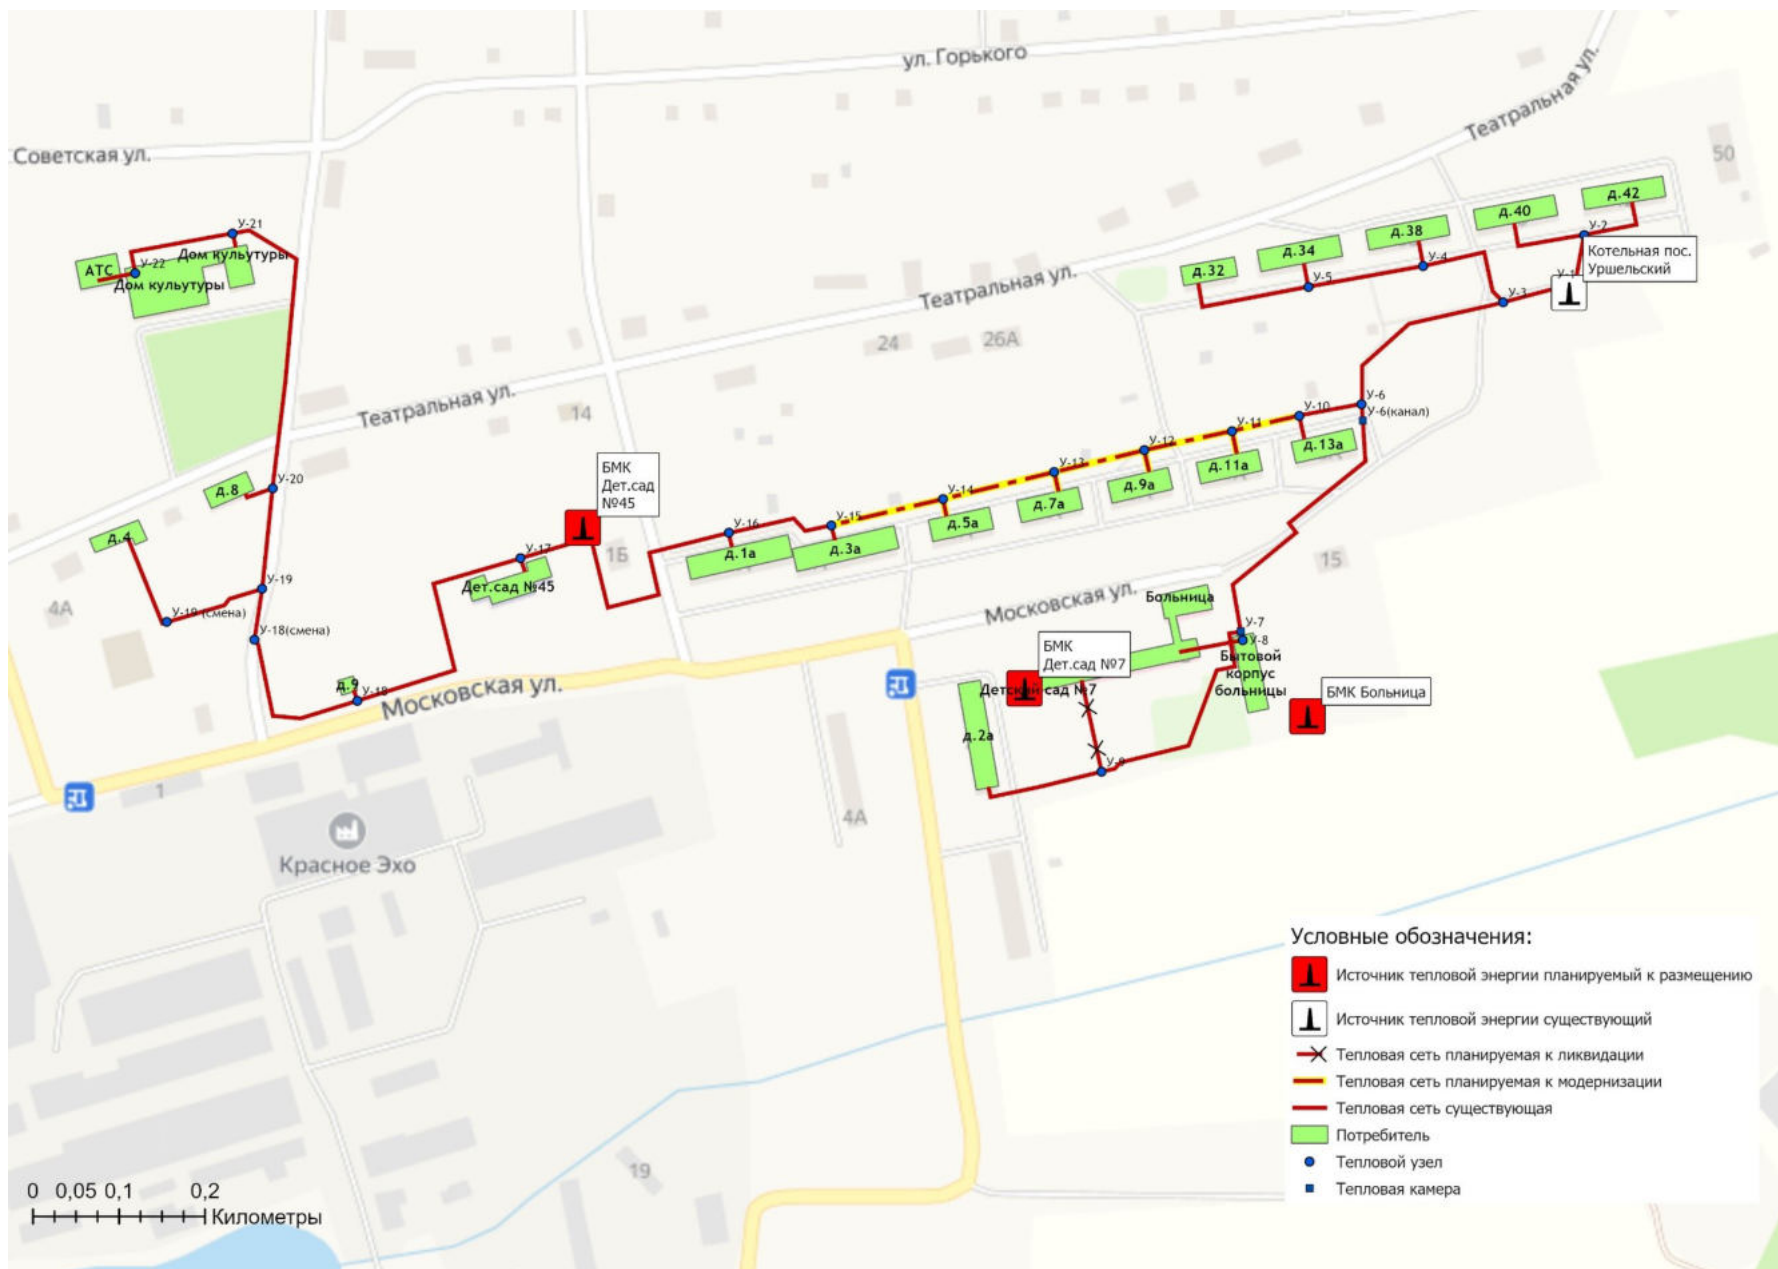 ул. Горького
Театральная ул.
Советская ул.
50
д.42
д.40
д.38
д.34
д.32
У-21
У-2
Дом кульутуры
АТС
У-22
Дом кульутуры
У-4
У-5
Котельная пос.
Уршельский
У-1
У-3
Театральная ул.
24
26А
Театральная ул.
14
У-6
У-6(канал)
У-10
У-11
У-12
У-13
У-14
У-15
У-16
д.13а
д.11а
д.9а
д.7а
д.5а
д.3а
д.1а
БМК
Дет.сад
№45
1Б
У-17
Дет.сад №45
У-20
д.8
д.4
У-19
4А
У-19 (смена)
У-18(смена)
д.9
У-18
Московская ул.
Московская ул.
15
Больница
У-7
У-8
Бытовой
корпус
больницы
БМК
Дет.сад №7
Детский сад №7
БМК Больница
д.2а
У-9
1
4А
Красное Эхо
19
Условные обозначения:
Источник тепловой энергии планируемый к размещению
Источник тепловой энергии существующий
Тепловая сеть планируемая к ликвидации
Тепловая сеть планируемая к модернизации
Тепловая сеть существующая
Потребитель
Тепловой узел
Тепловая камера
0 0,05 0,1 0,2
Километры